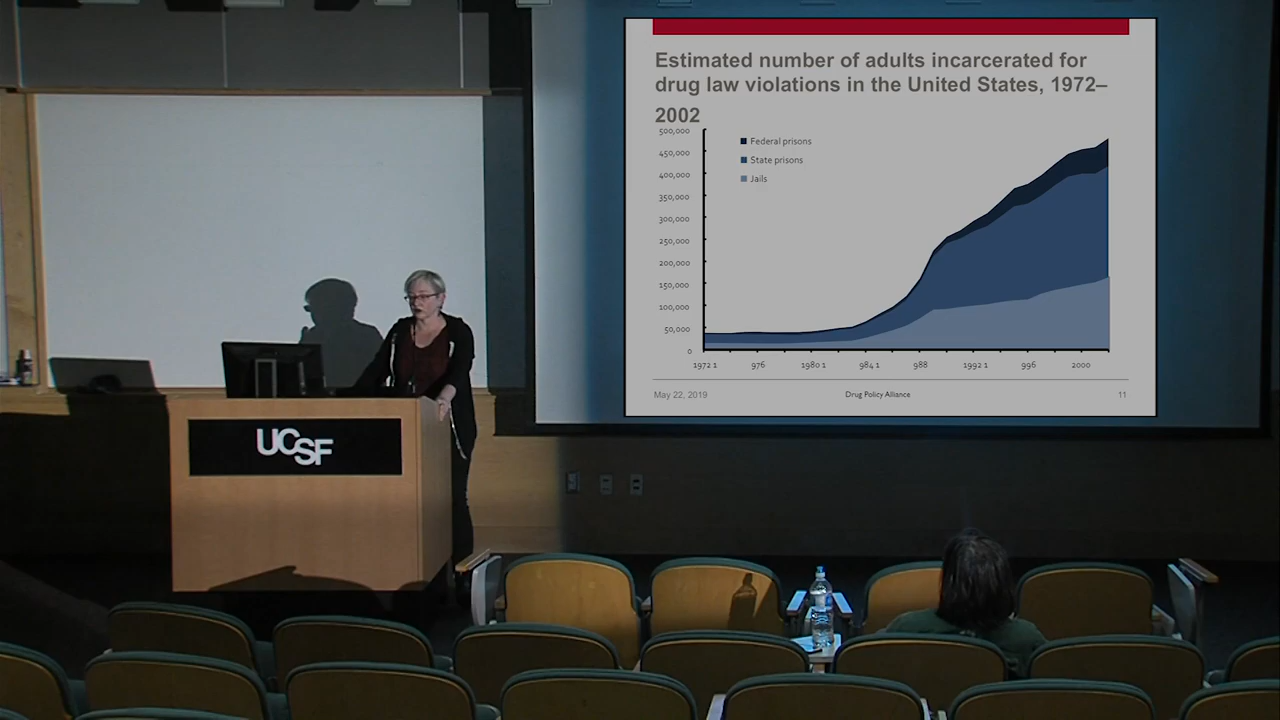 Estimated number of adults incarcerated for
drug law violations in the United States, 1972–
2002
500,000
450,000
400,000
350,000
300,000
250,000
200,000
150,000
100,000
50,000
0
Federal prisons
State prisons
Jails
1972 1 976 1980 1 984 1 988 1992 1 996 2000
May 22, 2019 Drug Policy Alliance 11
UCSF